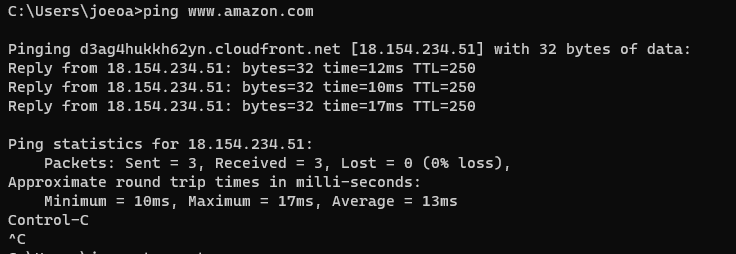 C:\Users\joeoa>ping www.amazon.com
Pinging d3ag4hukkh62yn.cloudfront.net [18.154.234.51] with 32 bytes of data:
Reply from 18.154.234.51: bytes=32 time=12ms TTL=250
Reply from 18.154.234.51: bytes=32 time=10ms TTL=250
Reply from 18.154.234.51: bytes=32 time=17ms TTL=250
Ping statistics for 18.154.234.51:
    Packets: Sent = 3, Received = 3, Lost = 0 (0% loss),
Approximate round trip times in milli-seconds:
    Minimum = 10ms, Maximum = 17ms, Average = 13ms
Control-C
^C